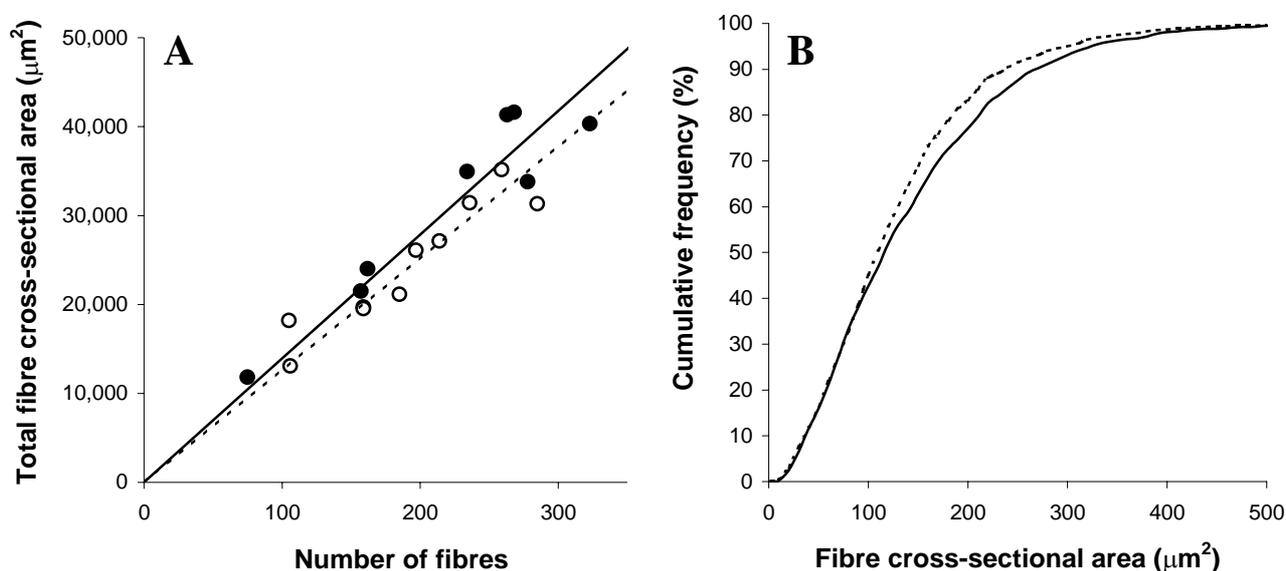 A
Total fibre cross-sectional area (μm²)
50,000
40,000
30,000
20,000
10,000
0
0 100 200 300
Number of fibres
B
Cumulative frequency (%)
100
90
80
70
60
50
40
30
20
10
0
0 100 200 300 400 500
Fibre cross-sectional area (μm²)